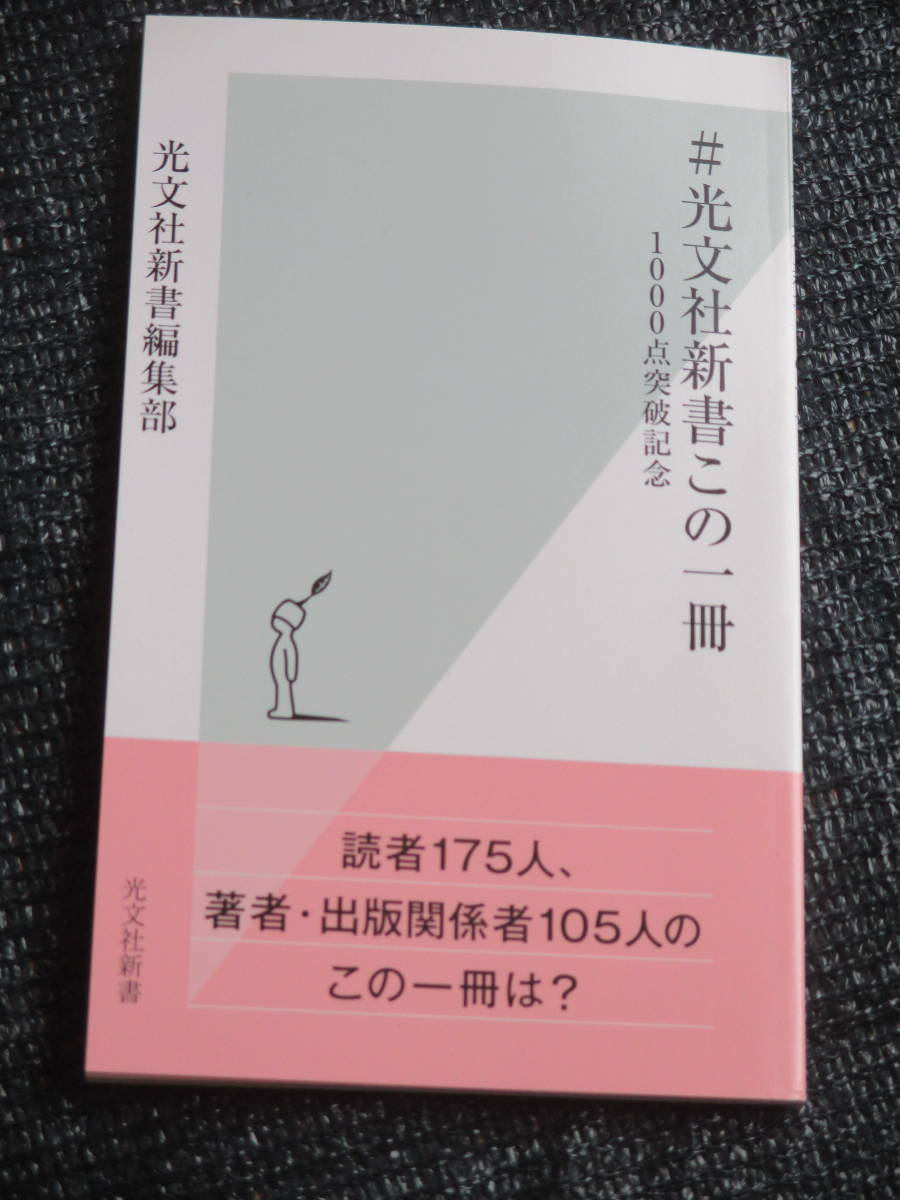 #光文社新書この一冊
1000点突破記念
光文社新書編集部
読者175人、
著者・出版関係者105人の
この一冊は?
光文社新書